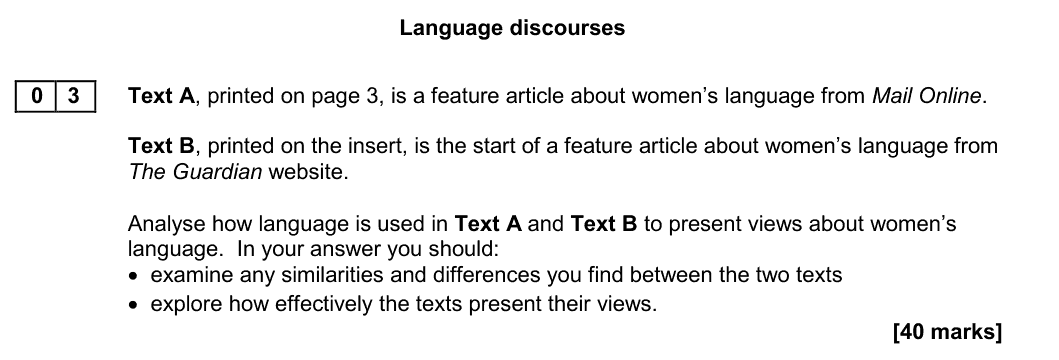 Language discourses
0 3 Text A, printed on page 3, is a feature article about women’s language from Mail Online.
Text B, printed on the insert, is the start of a feature article about women’s language from
The Guardian website.
Analyse how language is used in Text A and Text B to present views about women’s
language.  In your answer you should:
• examine any similarities and differences you find between the two texts
• explore how effectively the texts present their views.
[40 marks]